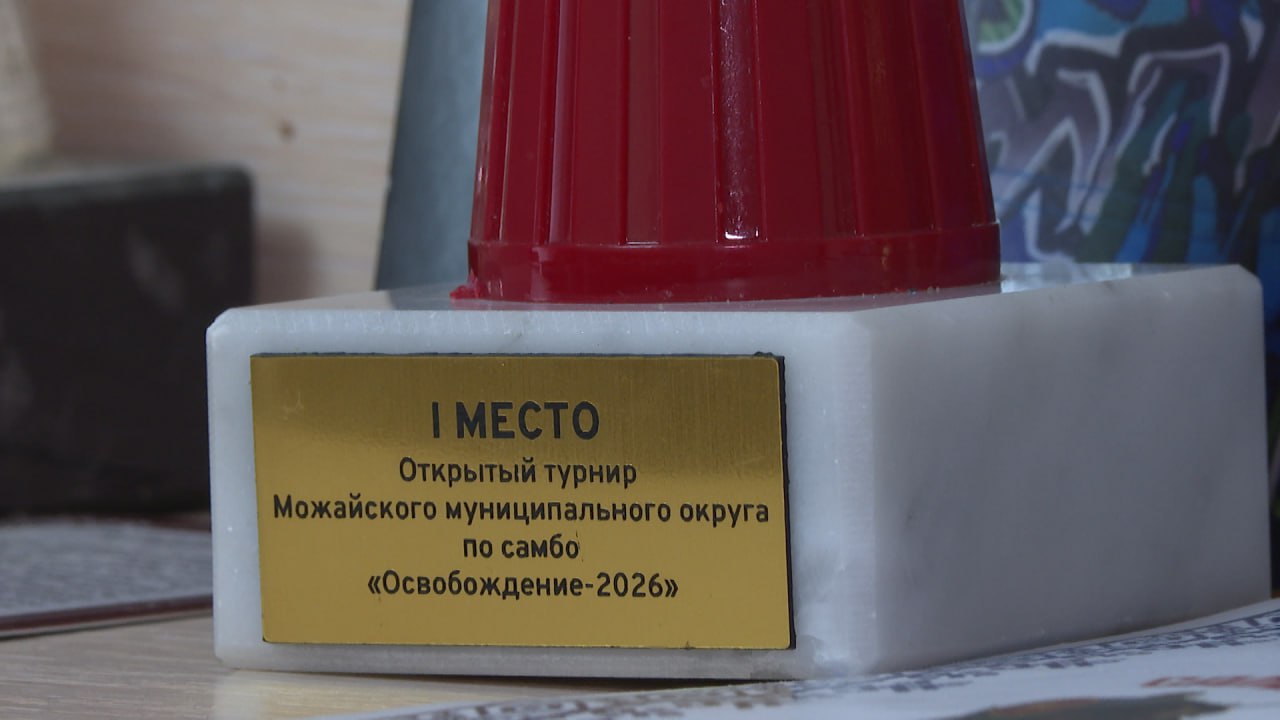 I МЕСТО
Открытый турнир
Можайского муниципального округа
по самбо
«Освобождение-2026»